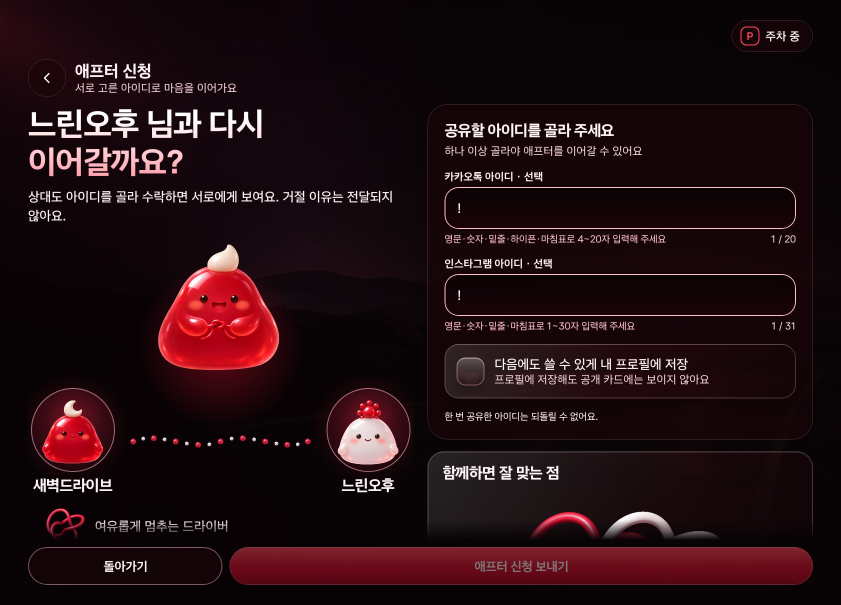 P 주차 중
애프터 신청
서로 고른 아이디로 마음을 이어가요
느린오후 님과 다시
이어갈까요?
상대도 아이디를 골라 수락하면 서로에게 보여요. 거절 이유는 전달되지
않아요.
새벽드라이브
느린오후
여유롭게 멈추는 드라이버
공유할 아이디를 골라 주세요
하나 이상 골라야 애프터를 이어갈 수 있어요
카카오톡 아이디 · 선택
!
영문·숫자·밑줄·하이픈·마침표로 4~20자 입력해 주세요
1 / 20
인스타그램 아이디 · 선택
!
영문·숫자·밑줄·마침표로 1~30자 입력해 주세요
1 / 31
다음에도 쓸 수 있게 내 프로필에 저장
프로필에 저장해도 공개 카드에는 보이지 않아요
한 번 공유한 아이디는 되돌릴 수 없어요.
함께하면 잘 맞는 점
돌아가기
애프터 신청 보내기